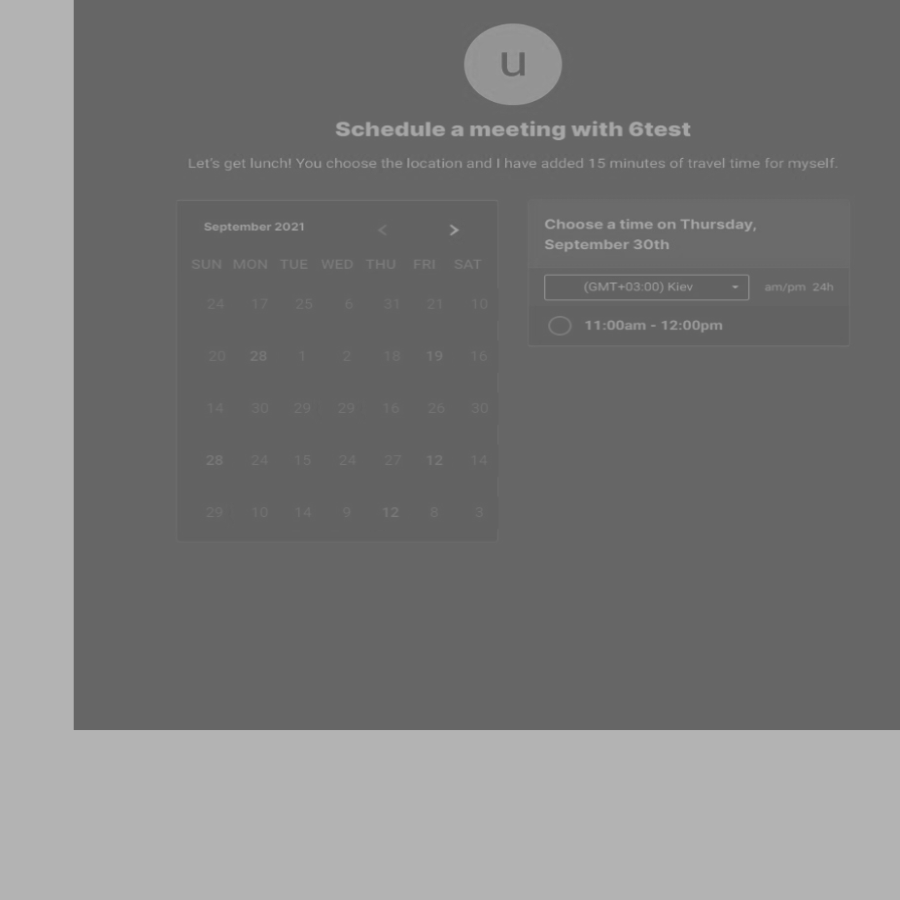 u
Schedule a meeting with 6test
Let's get lunch! You choose the location and I have added 15 minutes of travel time for myself.
September 2021 < >
SUN MON TUE WED THU FRI SAT
24 17 25 6 31 21 10
20 28 1 2 18 19 16
14 30 29 29 16 26 30
28 24 15 24 27 12 14
29 10 14 9 12 8 3
Choose a time on Thursday,
September 30th
(GMT+03:00) Kiev am/pm 24h
11:00am - 12:00pm